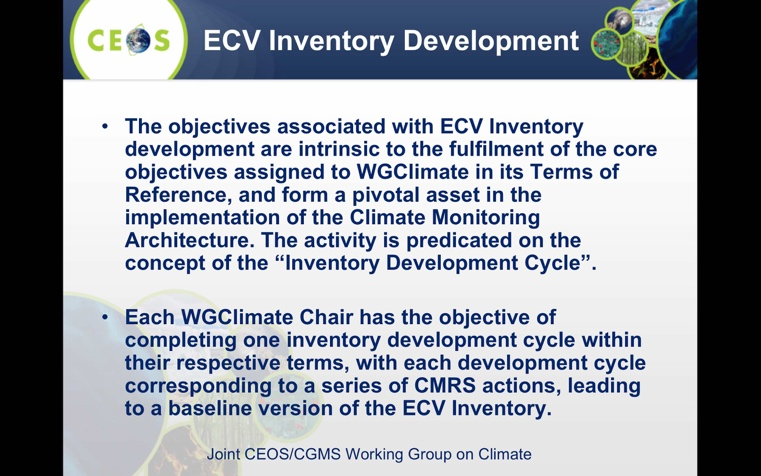 CEOS
ECV Inventory Development
• The objectives associated with ECV Inventory
development are intrinsic to the fulfilment of the core
objectives assigned to WGClimate in its Terms of
Reference, and form a pivotal asset in the
implementation of the Climate Monitoring
Architecture. The activity is predicated on the
concept of the “Inventory Development Cycle”.
• Each WGClimate Chair has the objective of
completing one inventory development cycle within
their respective terms, with each development cycle
corresponding to a series of CMRS actions, leading
to a baseline version of the ECV Inventory.
Joint CEOS/CGMS Working Group on Climate